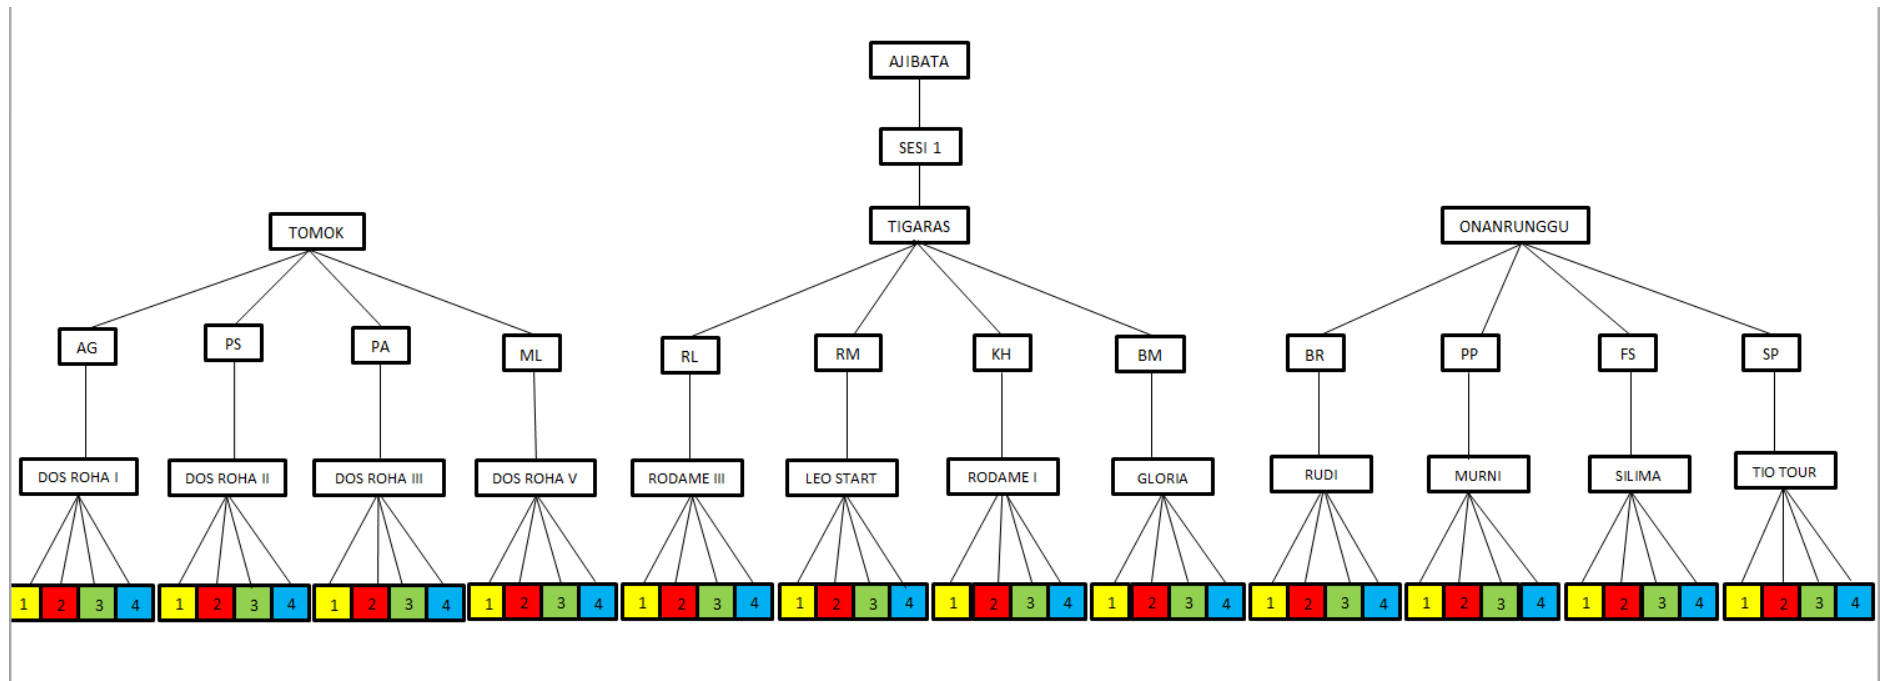 AJIBATA
SESI 1
TOMOK TIGARAS ONANRUNGGU
AG PS PA ML RL RM KH BM BR PP FS SP
DOS ROHA I DOS ROHA II DOS ROHA III DOS ROHA V RODAME III LEO START RODAME I GLORIA RUDI MURNI SILIMA TIO TOUR
1 2 3 4 1 2 3 4 1 2 3 4 1 2 3 4 1 2 3 4 1 2 3 4 1 2 3 4 1 2 3 4 1 2 3 4 1 2 3 4 1 2 3 4 1 2 3 4